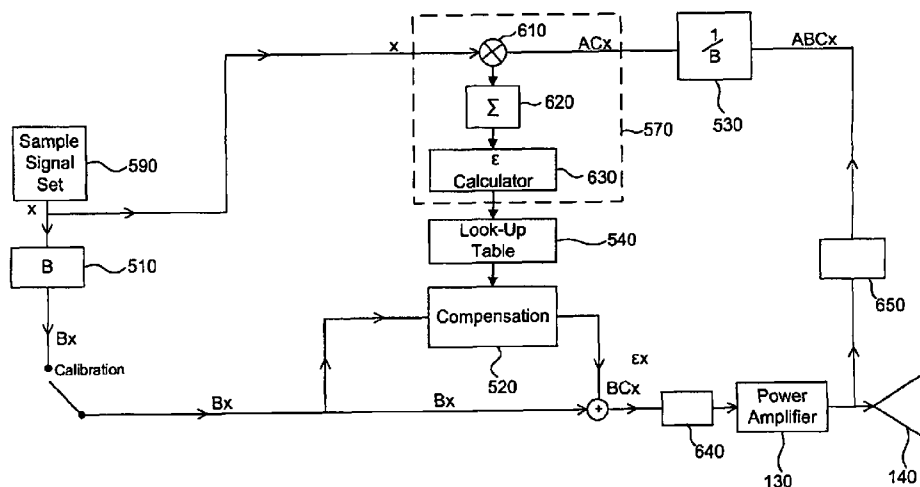 x
610
ACx
1
B
ABCx
530
Σ
620
570
Sample
Signal
Set
590
ε
Calculator
630
x
B
510
Look-Up
Table
540
650
Bx
Compensation
Calibration
520
εx
Bx
Bx
BCx
+
640
Power
Amplifier
130
140